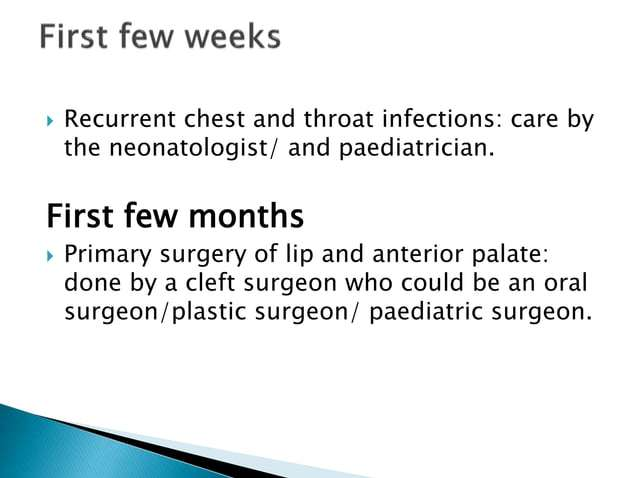 First few weeks
Recurrent chest and throat infections: care by
the neonatologist/ and paediatrician.
First few months
Primary surgery of lip and anterior palate:
done by a cleft surgeon who could be an oral
surgeon/plastic surgeon/ paediatric surgeon.